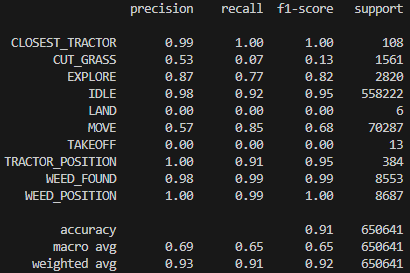 precision recall f1-score support
CLOSEST_TRACTOR 0.99 1.00 1.00 108
CUT_GRASS 0.53 0.07 0.13 1561
EXPLORE 0.87 0.77 0.82 2820
IDLE 0.98 0.92 0.95 558222
LAND 0.00 0.00 0.00 6
MOVE 0.57 0.85 0.68 70287
TAKEOFF 0.00 0.00 0.00 13
TRACTOR_POSITION 1.00 0.91 0.95 384
WEED_FOUND 0.98 0.99 0.99 8553
WEED_POSITION 1.00 0.99 1.00 8687
accuracy 0.91 650641
macro avg 0.69 0.65 0.65 650641
weighted avg 0.93 0.91 0.92 650641